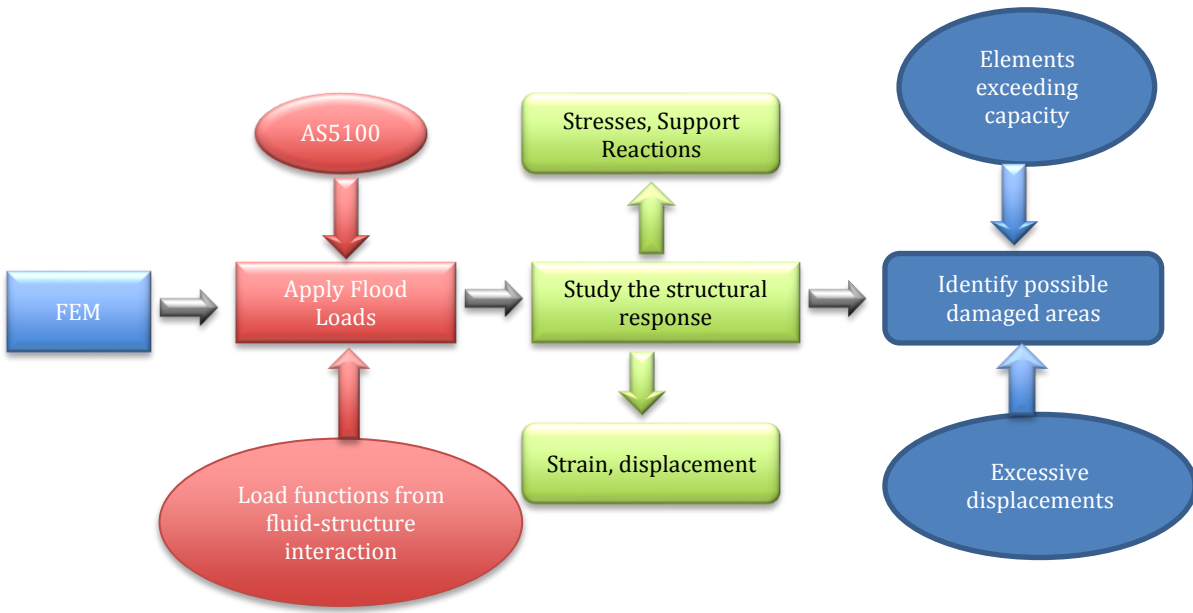 AS5100
Stresses, Support
Reactions
Elements
exceeding
capacity
FEM
Apply Flood
Loads
Study the structural
response
Identify possible
damaged areas
Load functions from
fluid-structure
interaction
Strain, displacement
Excessive
displacements